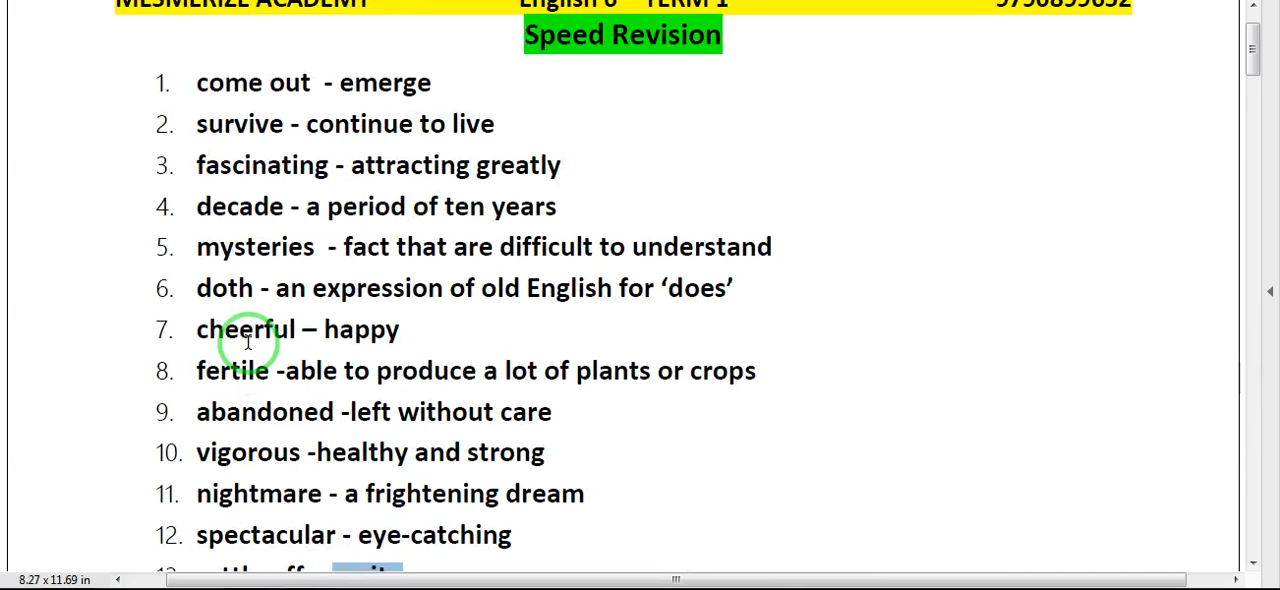 MESMERIZE ACADEMY English 6 TERM 1 9790899632
Speed Revision
1. come out - emerge
2. survive - continue to live
3. fascinating - attracting greatly
4. decade - a period of ten years
5. mysteries - fact that are difficult to understand
6. doth - an expression of old English for ‘does’
7. cheerful – happy
8. fertile -able to produce a lot of plants or crops
9. abandoned -left without care
10. vigorous -healthy and strong
11. nightmare - a frightening dream
12. spectacular - eye-catching
8.27 x 11.69 in